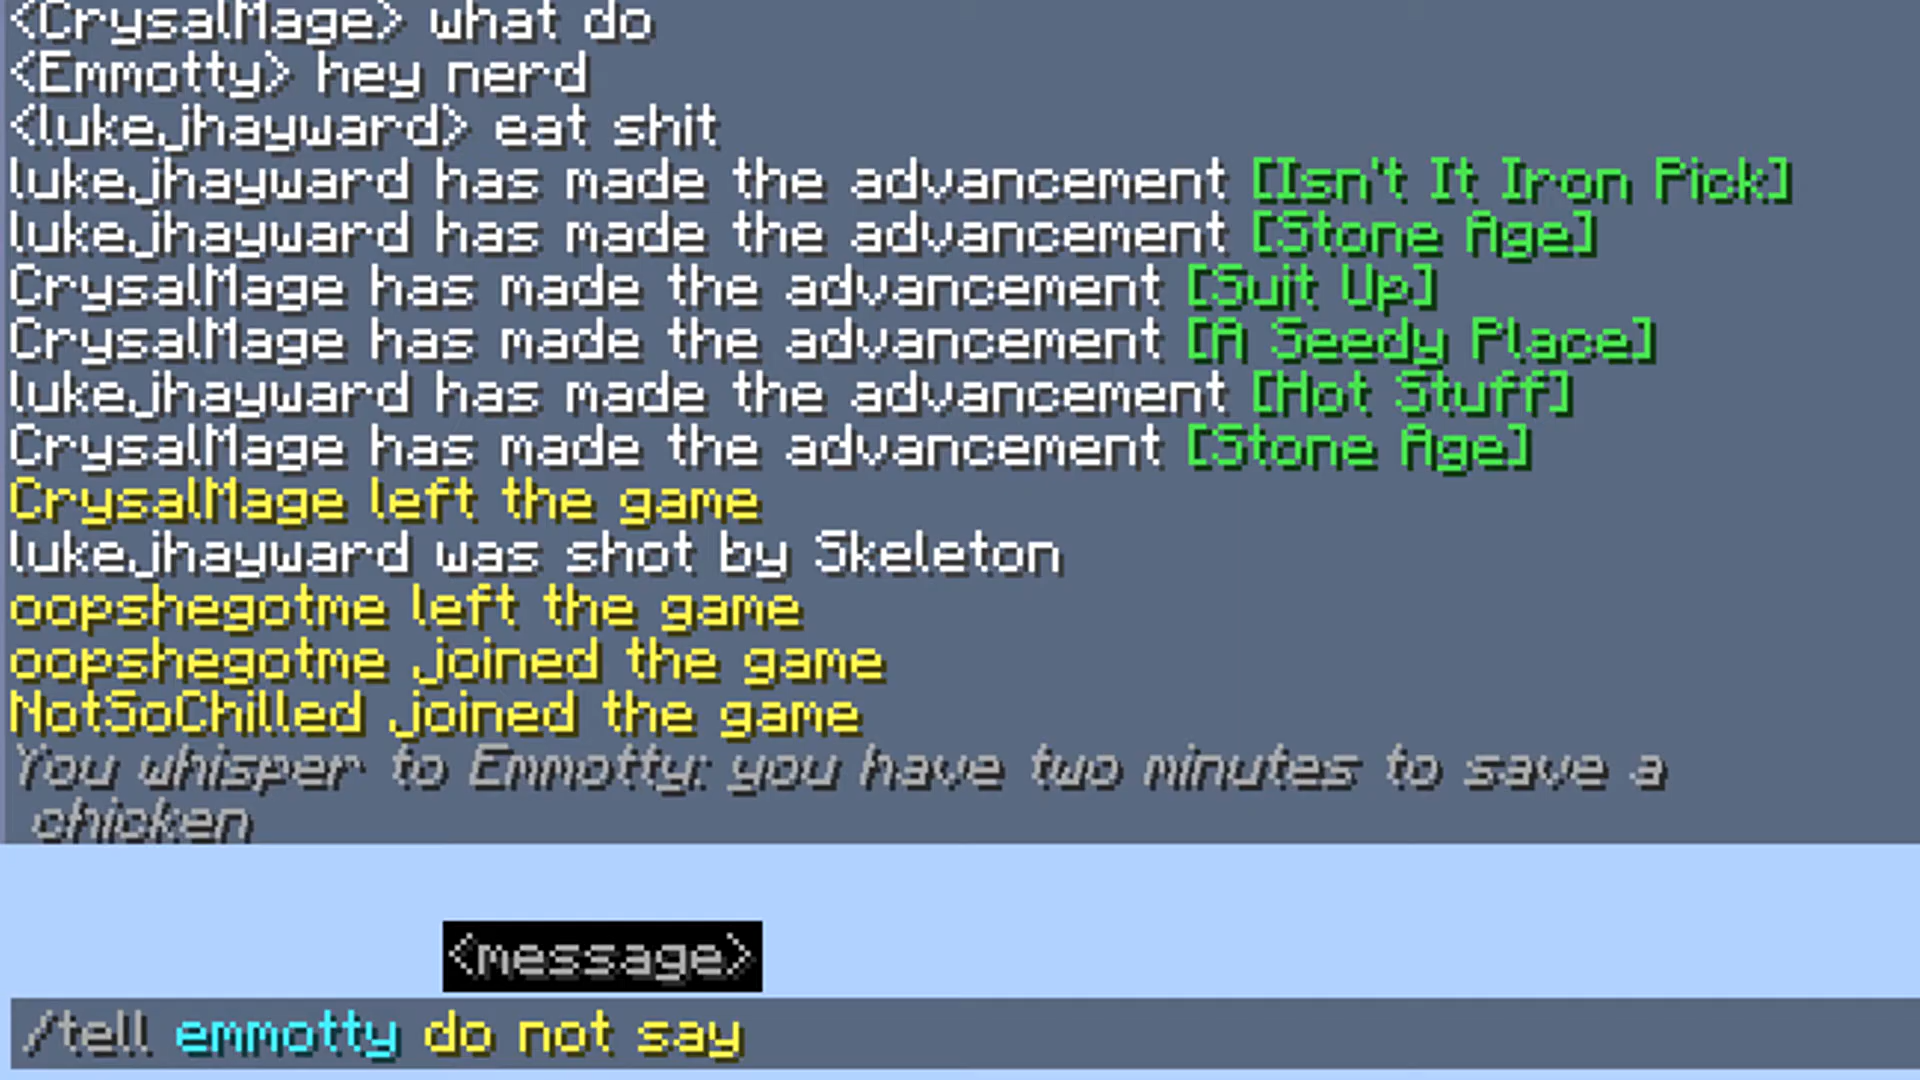 <CrysalMage> what do
<Emmotty> hey nerd
<lukejhayward> eat shit
lukejhayward has made the advancement [Isn't It Iron Pick]
lukejhayward has made the advancement [Stone Age]
CrysalMage has made the advancement [Suit Up]
CrysalMage has made the advancement [A Seedy Place]
lukejhayward has made the advancement [Hot Stuff]
CrysalMage has made the advancement [Stone Age]
CrysalMage left the game
lukejhayward was shot by Skeleton
oopshegotme left the game
oopshegotme joined the game
NotSoChilled joined the game
You whisper to Emmotty: you have two minutes to save a
chicken
<message>
/tell emmotty do not say